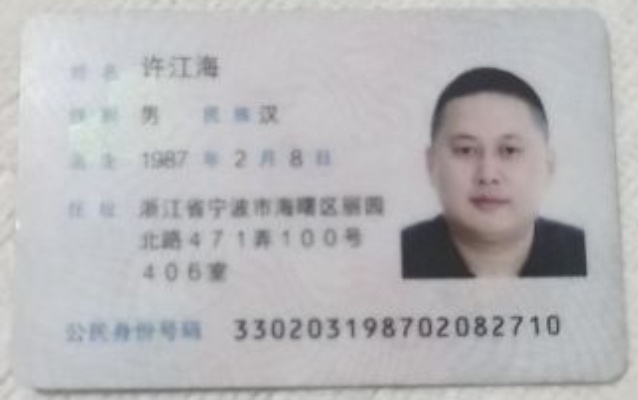 姓名 许江海
性别 男 民族 汉
出生 1987 年 2 月 8 日
住址 浙江省宁波市海曙区丽园
北路471弄100号
406室
公民身份号码 330203198702082710